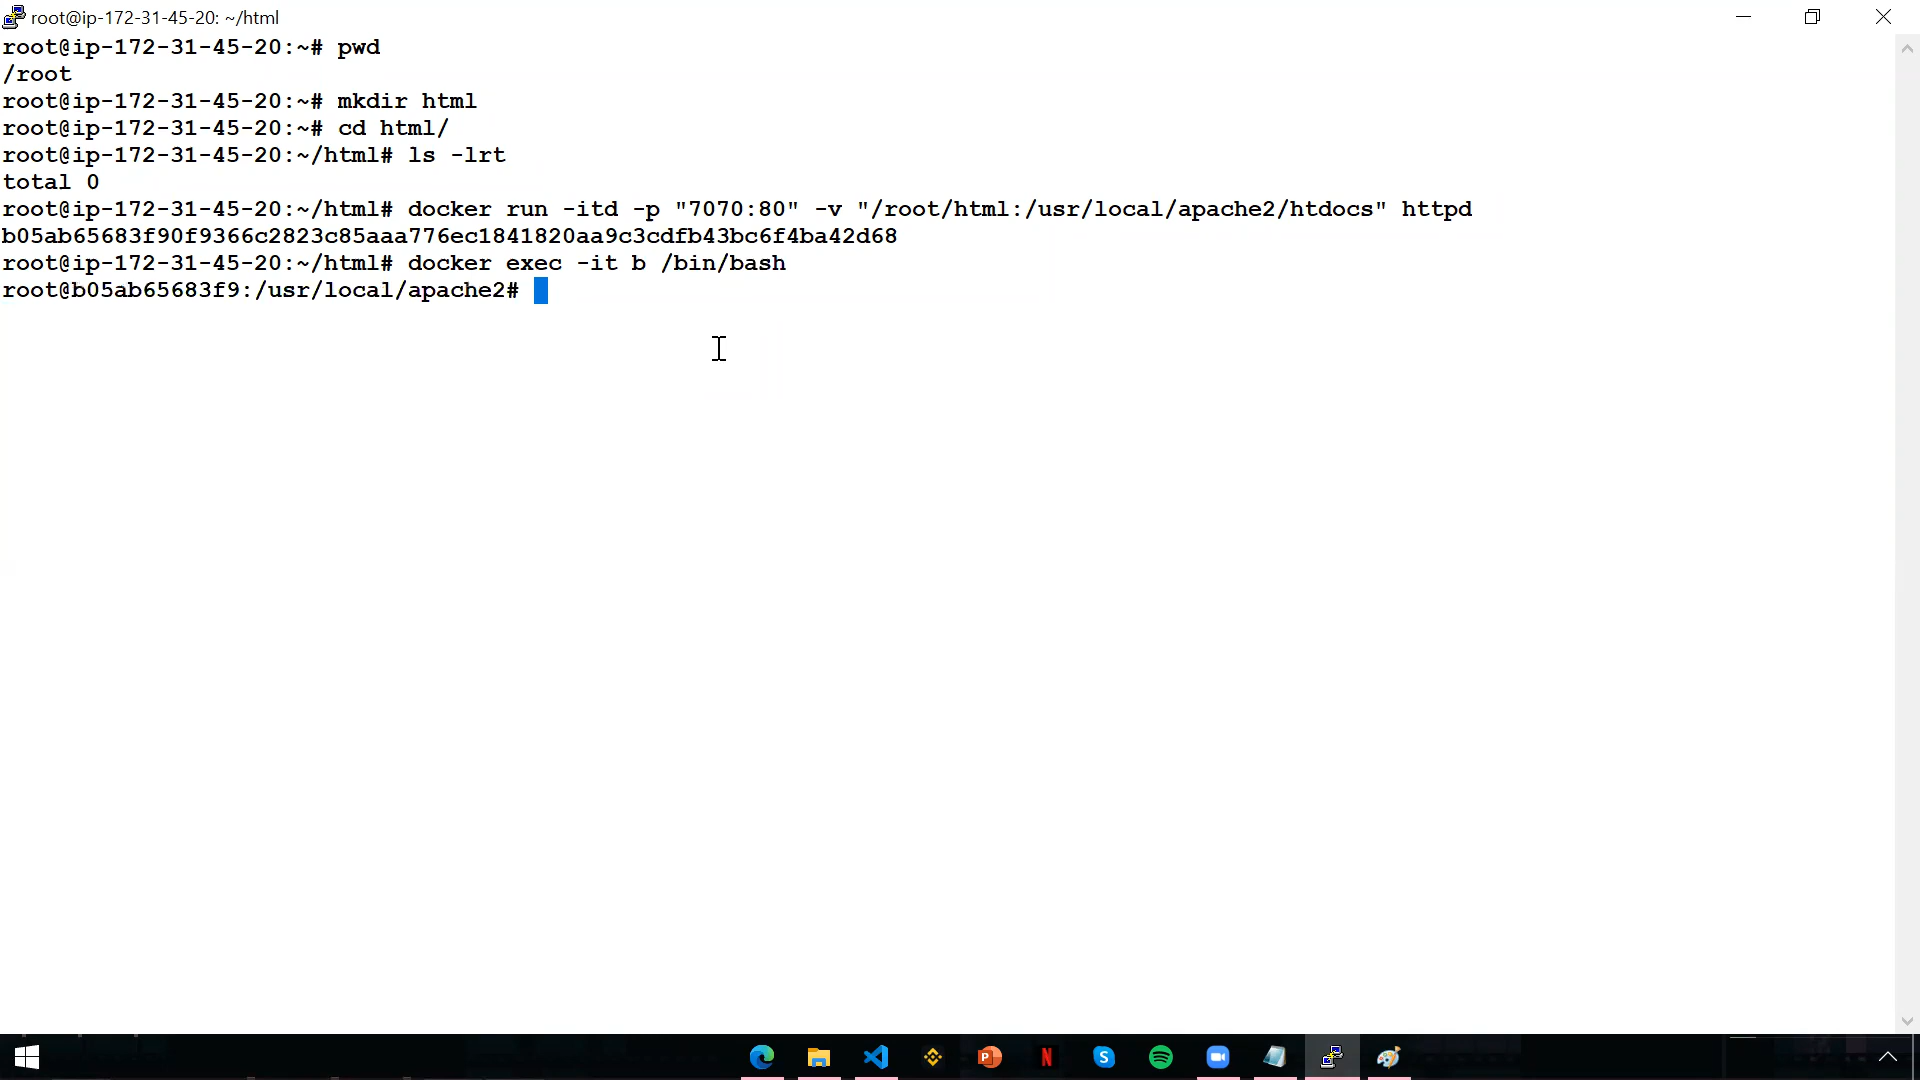 root@ip-172-31-45-20: ~/html
root@ip-172-31-45-20:~# pwd
/root
root@ip-172-31-45-20:~# mkdir html
root@ip-172-31-45-20:~# cd html/
root@ip-172-31-45-20:~/html# ls -lrt
total 0
root@ip-172-31-45-20:~/html# docker run -itd -p "7070:80" -v "/root/html:/usr/local/apache2/htdocs" httpd
b05ab65683f90f9366c2823c85aaa776ec1841820aa9c3cdfb43bc6f4ba42d68
root@ip-172-31-45-20:~/html# docker exec -it b /bin/bash
root@b05ab65683f9:/usr/local/apache2#